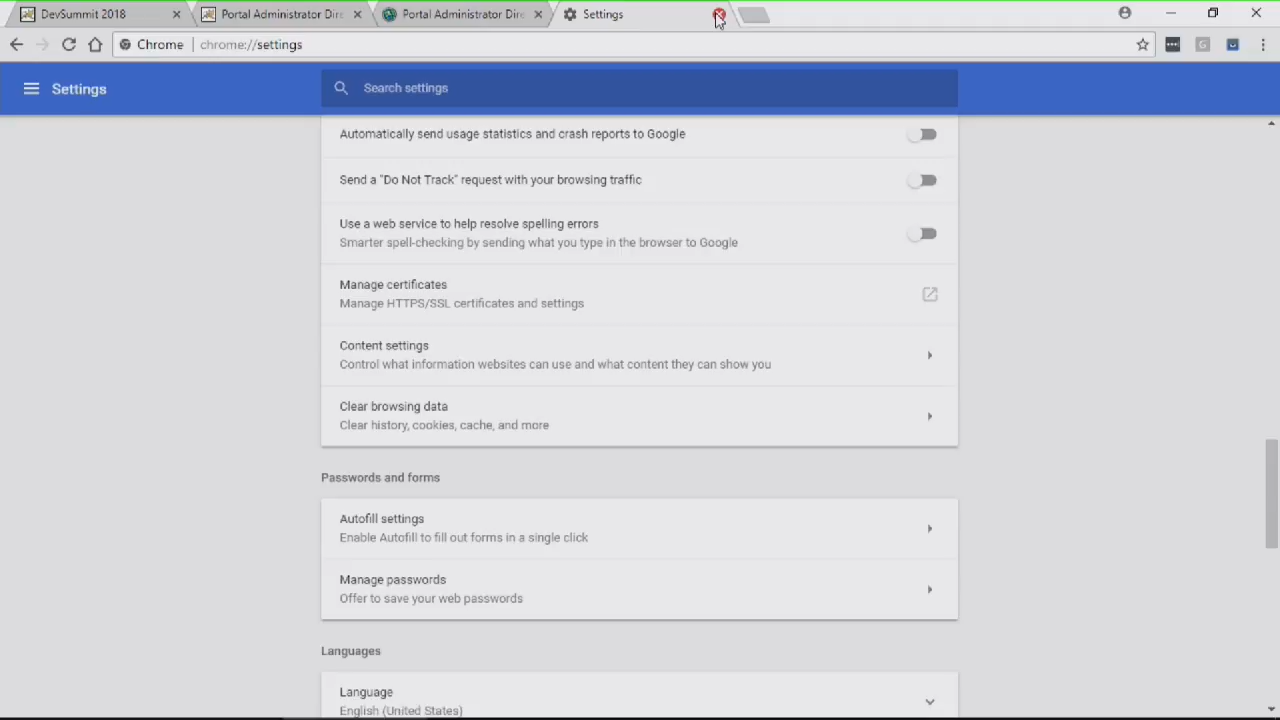 DevSummit 2018
Portal Administrator Dire
Portal Administrator Dire
Settings
Chrome
chrome://settings
Settings
Search settings
Automatically send usage statistics and crash reports to Google
Send a "Do Not Track" request with your browsing traffic
Use a web service to help resolve spelling errors
Smarter spell-checking by sending what you type in the browser to Google
Manage certificates
Manage HTTPS/SSL certificates and settings
Content settings
Control what information websites can use and what content they can show you
Clear browsing data
Clear history, cookies, cache, and more
Passwords and forms
Autofill settings
Enable Autofill to fill out forms in a single click
Manage passwords
Offer to save your web passwords
Languages
Language
English (United States)